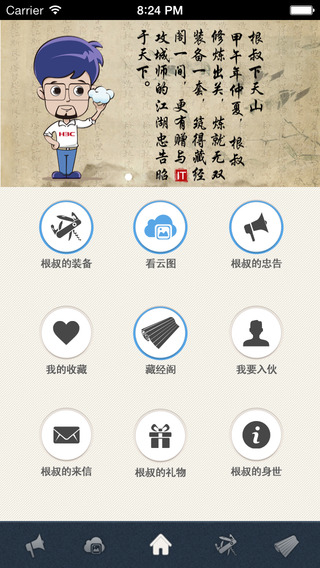 Carrier 8:24 PM
H3C
根叔下天山
甲午年仲夏，根叔
修炼出关，炼就无双
装备一套，筑得藏经
阁一间，更有赠与IT
攻城师的江湖忠告昭
于天下。
根叔的装备 看云图 根叔的忠告
我的收藏 藏经阁 我要入伙
根叔的来信 根叔的礼物 根叔的身世